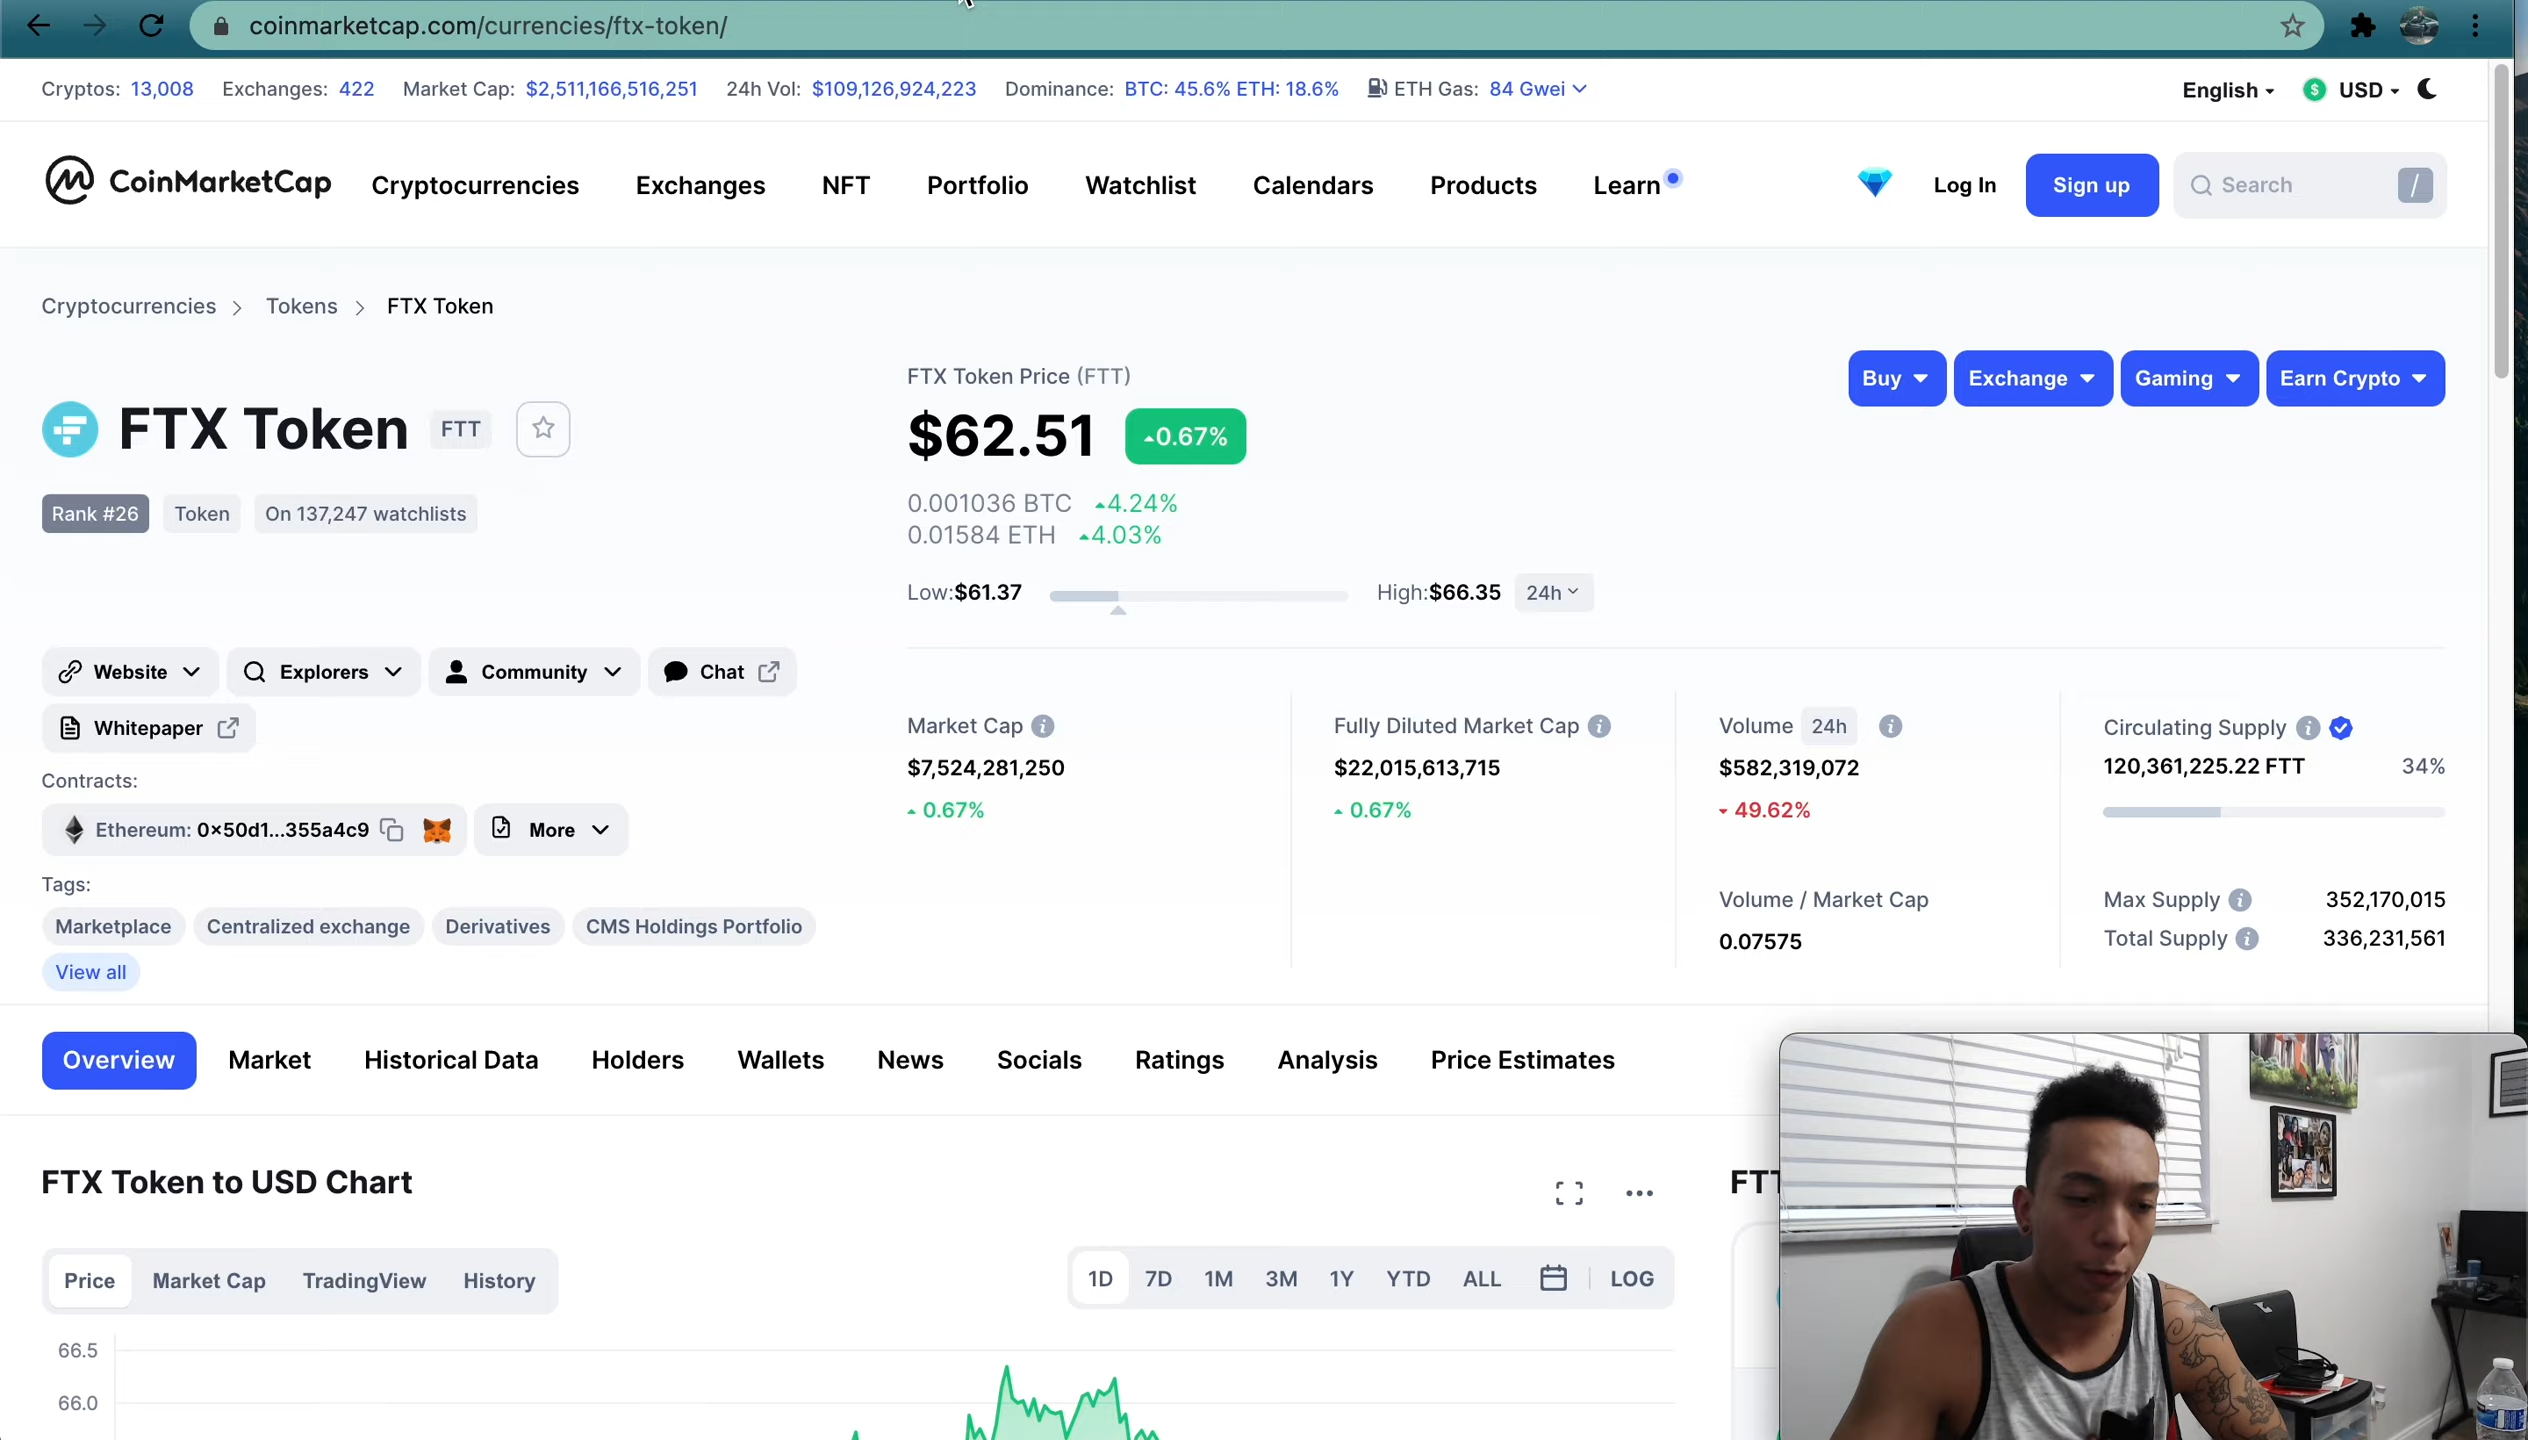 coinmarketcap.com/currencies/ftx-token/
Cryptos: 13,008 Exchanges: 422 Market Cap: $2,511,166,516,251 24h Vol: $109,126,924,223 Dominance: BTC: 45.6% ETH: 18.6% ETH Gas: 84 Gwei English USD
CoinMarketCap Cryptocurrencies Exchanges NFT Portfolio Watchlist Calendars Products Learn Log In Sign up Search /
Cryptocurrencies > Tokens > FTX Token
FTX Token Price (FTT)
Buy Exchange Gaming Earn Crypto
FTX Token FTT
$62.51 0.67%
Rank #26 Token On 137,247 watchlists
0.001036 BTC 4.24%
0.01584 ETH 4.03%
Low:$61.37 High:$66.35 24h
Website Explorers Community Chat
Whitepaper
Contracts:
Ethereum: 0x50d1...355a4c9 More
Tags:
Marketplace Centralized exchange Derivatives CMS Holdings Portfolio
View all
Market Cap
$7,524,281,250
0.67%
Fully Diluted Market Cap
$22,015,613,715
0.67%
Volume 24h
$582,319,072
49.62%
Volume / Market Cap
0.07575
Circulating Supply
120,361,225.22 FTT 34%
Max Supply 352,170,015
Total Supply 336,231,561
Overview Market Historical Data Holders Wallets News Socials Ratings Analysis Price Estimates
FTX Token to USD Chart
FTT
Price Market Cap TradingView History
1D 7D 1M 3M 1Y YTD ALL LOG
66.5
66.0